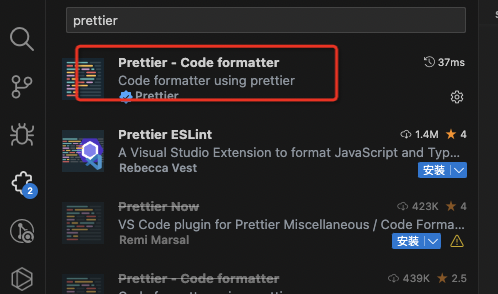 prettier
Prettier - Code formatter 37ms
Code formatter using prettier
Prettier
Prettier ESlint 1.4M 4
A Visual Studio Extension to format JavaScript and Typ...
Rebecca Vest 安装
2
Prettier Now 423K 4
VS Code plugin for Prettier Miscellaneous / Code Forma...
Remi Marsal 安装
Prettier - Code formatter 439K 2.5